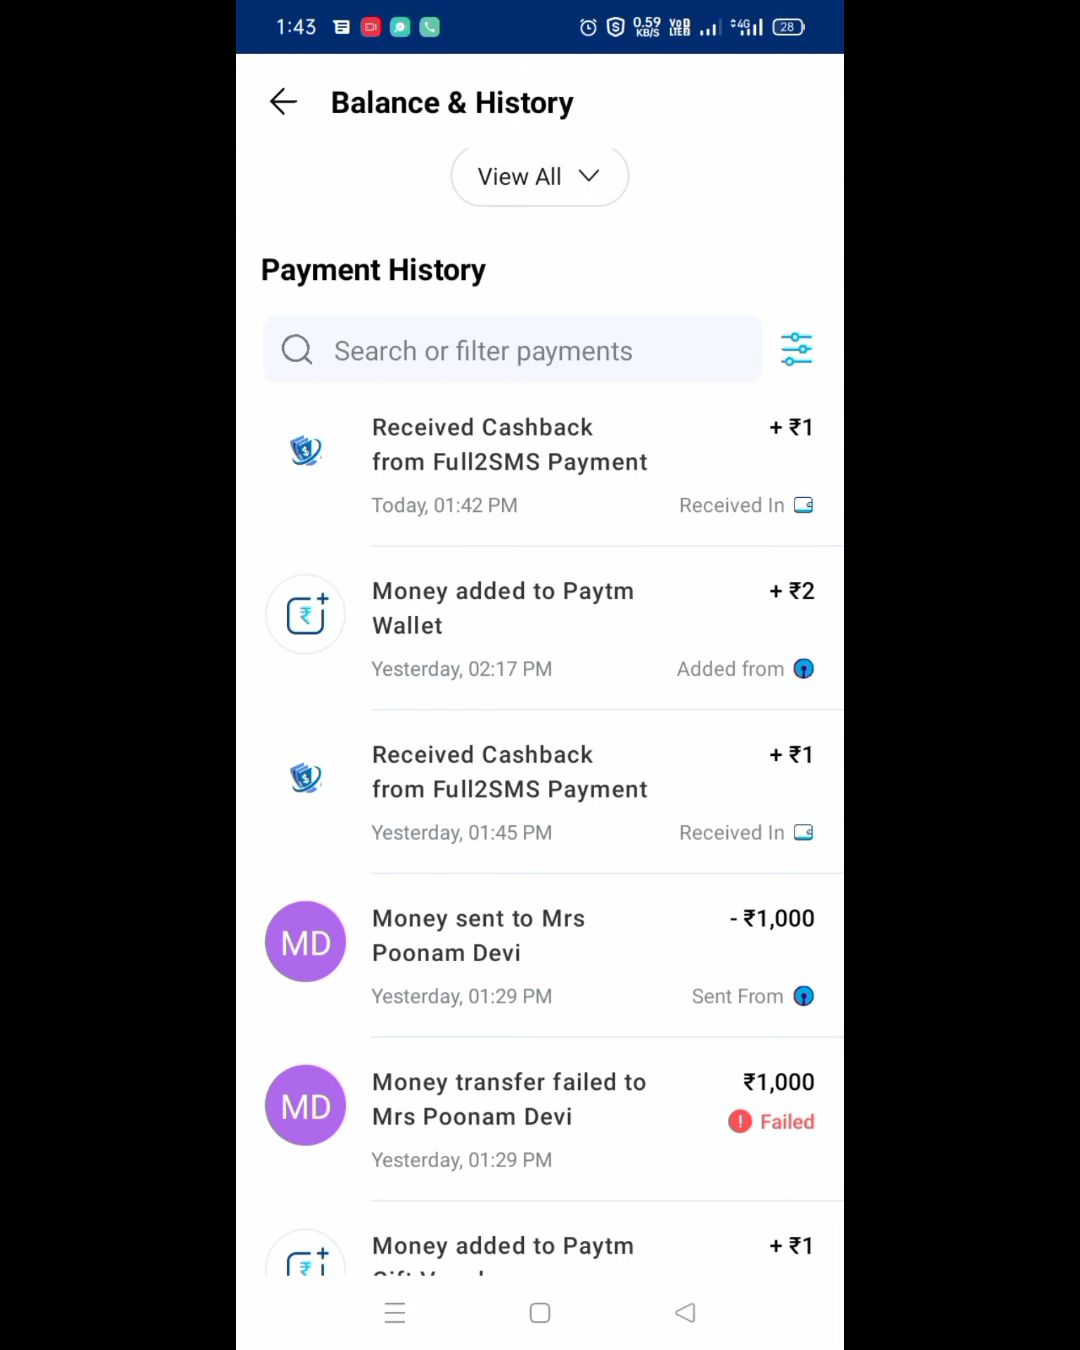 1:43
0.59
KB/S
Vo
LTE2
4G
28
Balance & History
View All
Payment History
Search or filter payments
Received Cashback
from Full2SMS Payment
+ ₹1
Today, 01:42 PM
Received In
Money added to Paytm
Wallet
+ ₹2
Yesterday, 02:17 PM
Added from
Received Cashback
from Full2SMS Payment
+ ₹1
Yesterday, 01:45 PM
Received In
MD
Money sent to Mrs
Poonam Devi
- ₹1,000
Yesterday, 01:29 PM
Sent From
MD
Money transfer failed to
Mrs Poonam Devi
₹1,000
Failed
Yesterday, 01:29 PM
Money added to Paytm
+ ₹1